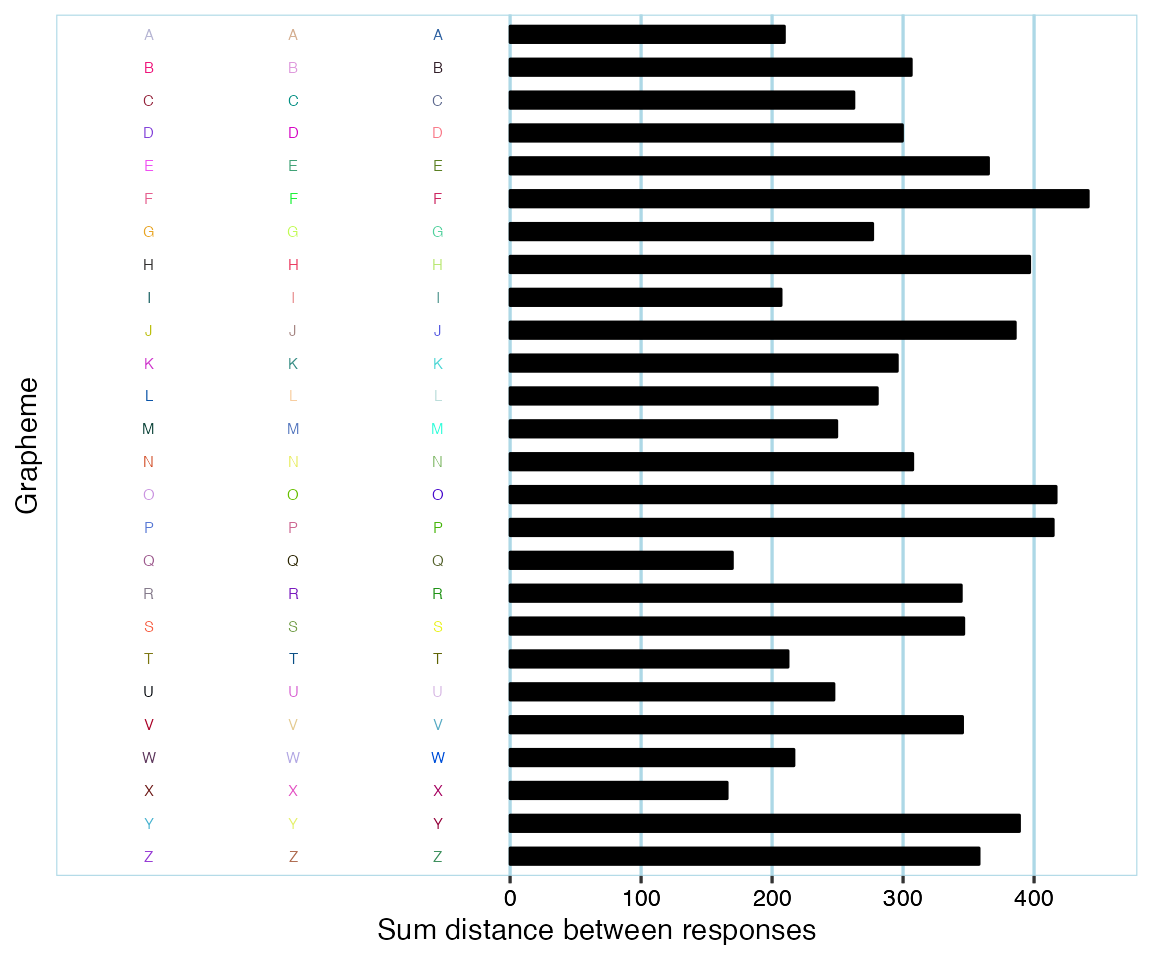 A A A
B B B
C C C
D D D
E E E
F F F
G G G
H H H
I I I
J J J
K K K
L L L
M M M
N N N
O O O
P P P
Q Q Q
R R R
S S S
T T T
U U U
V V V
W W W
X X X
Y Y Y
Z Z Z
Grapheme
0 100 200 300 400
Sum distance between responses